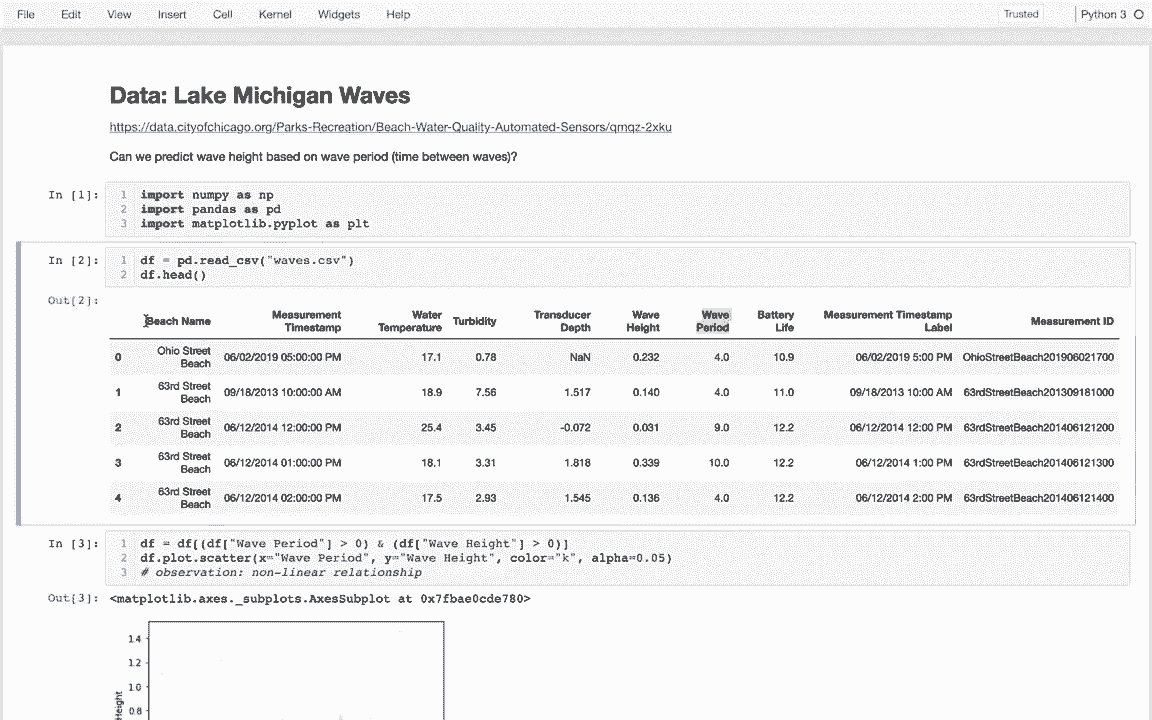 File Edit View Insert Cell Kernel Widgets Help Trusted Python 3
Data: Lake Michigan Waves
https://data.cityofchicago.org/Parks-Recreation/Beach-Water-Quality-Automated-Sensors/qmqz-2xku
Can we predict wave height based on wave period (time between waves)?
In [1]: 1 import numpy as np
2 import pandas as pd
3 import matplotlib.pyplot as plt
In [2]: 1 df = pd.read_csv("waves.csv")
2 df.head()
Out[2]:
Beach Name Measurement Timestamp Water Temperature Turbidity Transducer Depth Wave Height Wave Period Battery Life Measurement Timestamp Label Measurement ID
0 Ohio Street Beach 06/02/2019 05:00:00 PM 17.1 0.78 NaN 0.232 4.0 10.9 06/02/2019 5:00 PM OhioStreetBeach201906021700
1 63rd Street Beach 09/18/2013 10:00:00 AM 18.9 7.56 1.517 0.140 4.0 11.0 09/18/2013 10:00 AM 63rdStreetBeach201309181000
2 63rd Street Beach 06/12/2014 12:00:00 PM 25.4 3.45 -0.072 0.031 9.0 12.2 06/12/2014 12:00 PM 63rdStreetBeach201406121200
3 63rd Street Beach 06/12/2014 01:00:00 PM 18.1 3.31 1.818 0.339 10.0 12.2 06/12/2014 1:00 PM 63rdStreetBeach201406121300
4 63rd Street Beach 06/12/2014 02:00:00 PM 17.5 2.93 1.545 0.136 4.0 12.2 06/12/2014 2:00 PM 63rdStreetBeach201406121400
In [3]: 1 df = df[(df["Wave Period"] > 0) & (df["Wave Height"] > 0)]
2 df.plot.scatter(x="Wave Period", y="Wave Height", color="k", alpha=0.05)
3 # observation: non-linear relationship
Out[3]: <matplotlib.axes._subplots.AxesSubplot at 0x7fbae0cde780>
1.4
1.2
1.0
0.8
Height